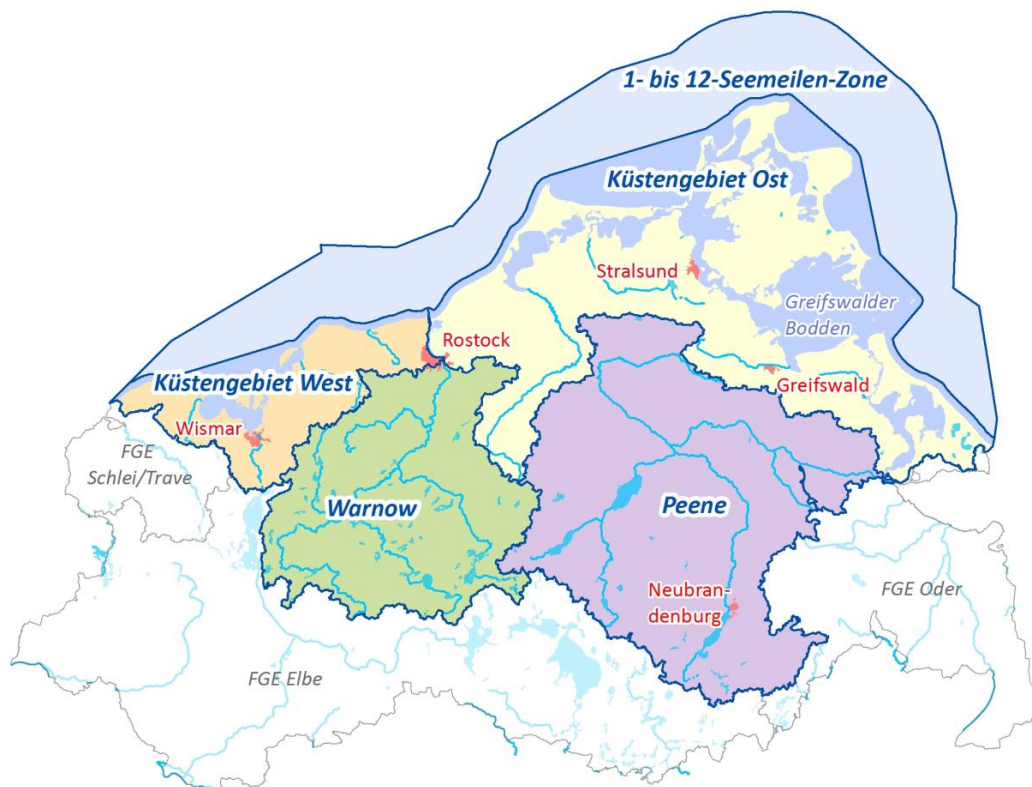 1- bis 12-Seemeilen-Zone
Küstengebiet Ost
Stralsund
Greifswalder
Bodden
Rostock
Küstengebiet West
Greifswald
Wismar
FGE
Schlei/Trave
Warnow
Peene
Neubran-
denburg
FGE Oder
FGE Elbe